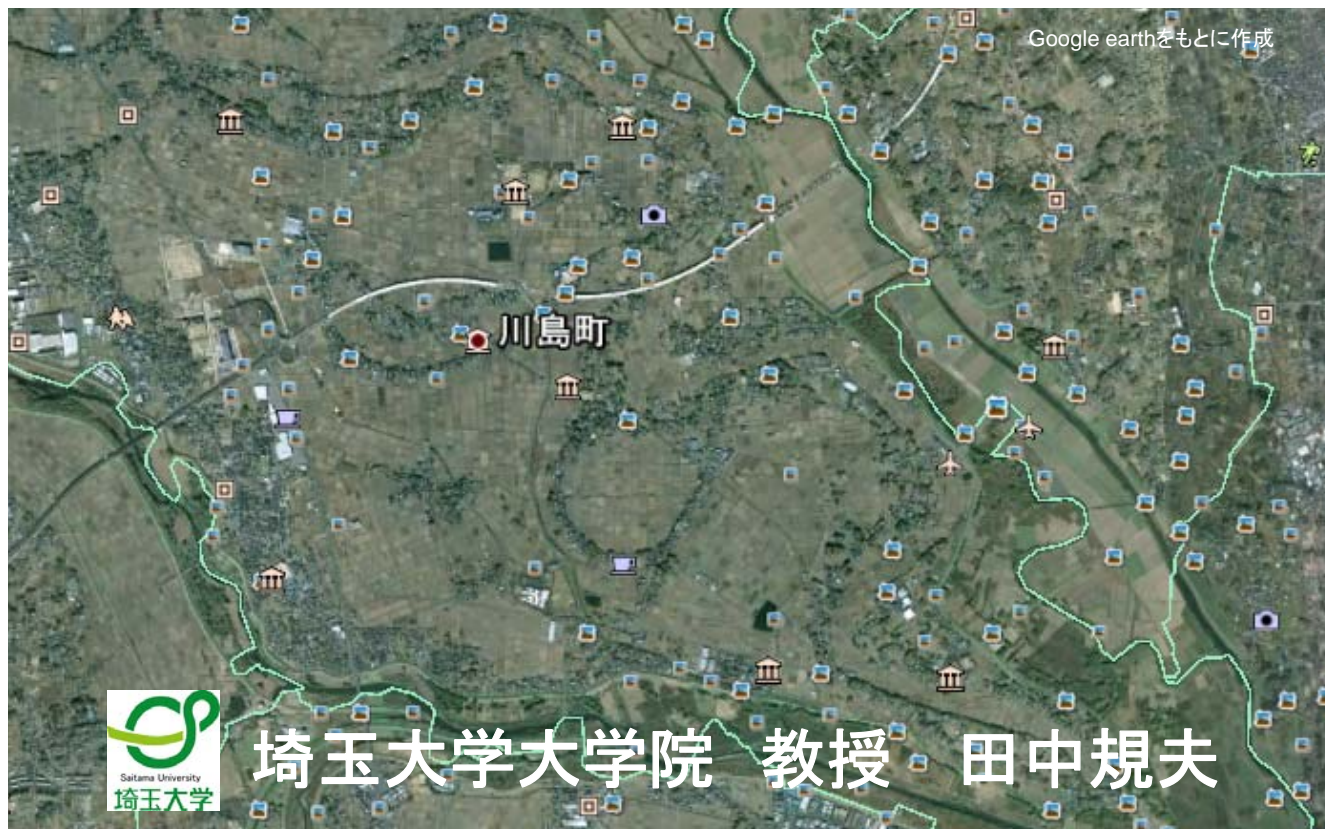 Google earthをもとに作成
川島町
Saitama University
埼玉大学
埼玉大学大学院　教授　田中規夫